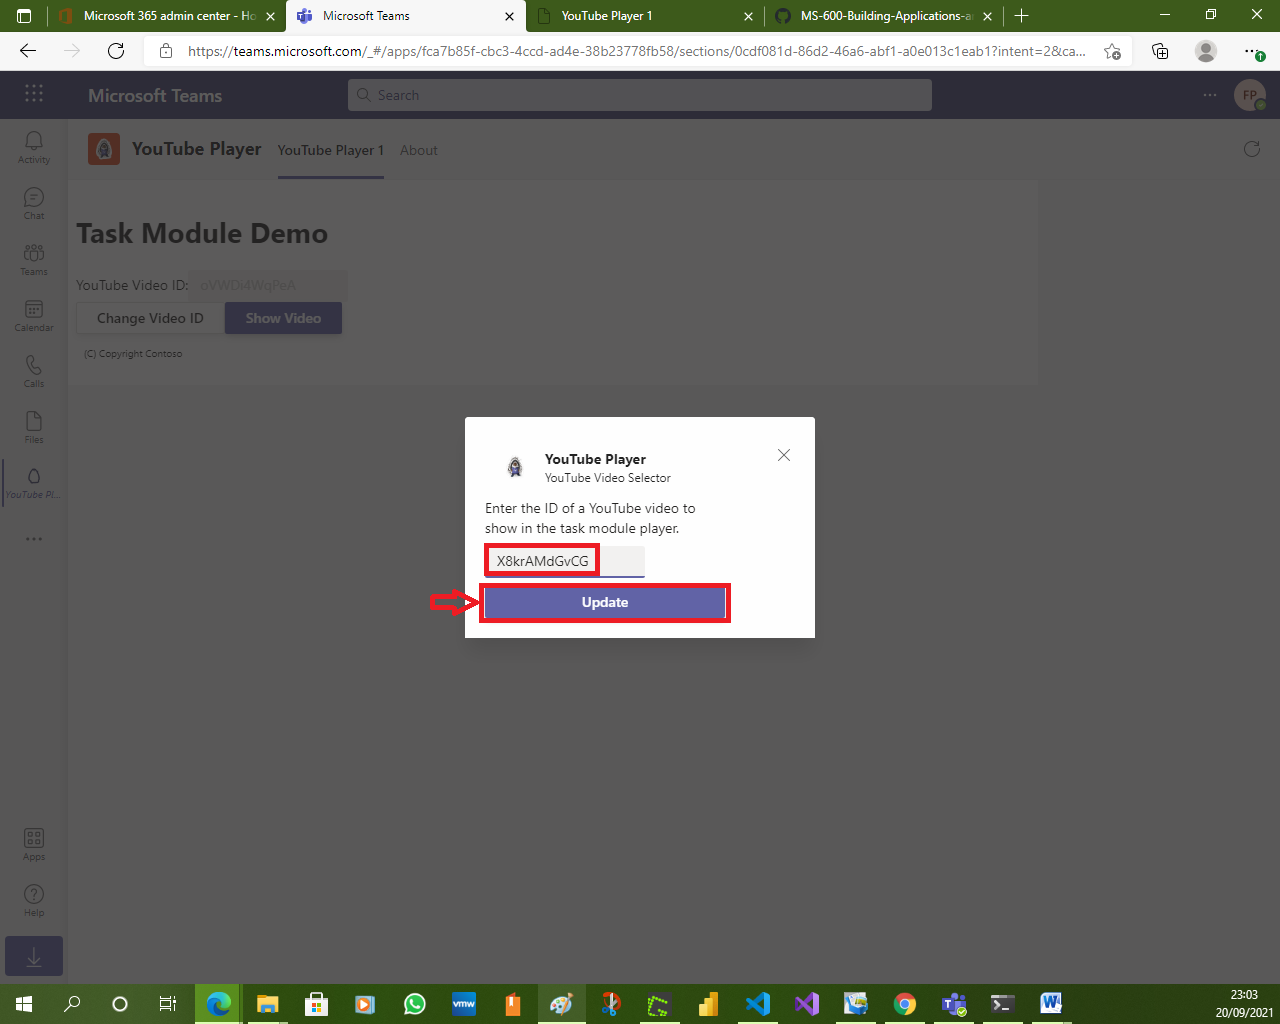 Microsoft 365 admin center - Ho
Microsoft Teams
YouTube Player 1
MS-600-Building-Applications-a
https://teams.microsoft.com/_#/apps/fca7b85f-cbc3-4ccd-ad4e-38b23778fb58/sections/0cdf081d-86d2-46a6-abf1-a0e013c1eab1?intent=2&ca...
Microsoft Teams
Search
FP
Activity
Chat
Teams
Calendar
Calls
Files
YouTube Pl...
Apps
Help
YouTube Player
YouTube Player 1
About
Task Module Demo
YouTube Video ID: oVWDi4WqPeA
Change Video ID
Show Video
(C) Copyright Contoso
YouTube Player
YouTube Video Selector
Enter the ID of a YouTube video to
show in the task module player.
X8krAMdGvCG
Update
vmw
23:03
20/09/2021